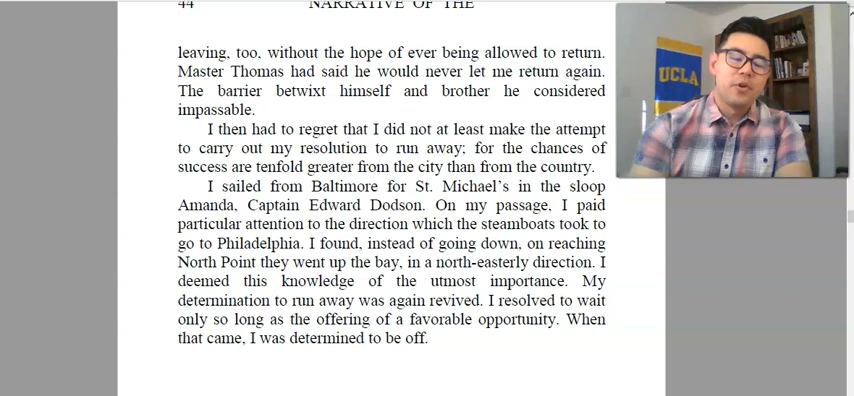 44 NARRATIVE OF THE
leaving, too, without the hope of ever being allowed to return.
Master Thomas had said he would never let me return again.
The barrier betwixt himself and brother he considered
impassable.
I then had to regret that I did not at least make the attempt
to carry out my resolution to run away; for the chances of
success are tenfold greater from the city than from the country.
I sailed from Baltimore for St. Michael's in the sloop
Amanda, Captain Edward Dodson. On my passage, I paid
particular attention to the direction which the steamboats took to
go to Philadelphia. I found, instead of going down, on reaching
North Point they went up the bay, in a north-easterly direction. I
deemed this knowledge of the utmost importance. My
determination to run away was again revived. I resolved to wait
only so long as the offering of a favorable opportunity. When
that came, I was determined to be off.
UCLA